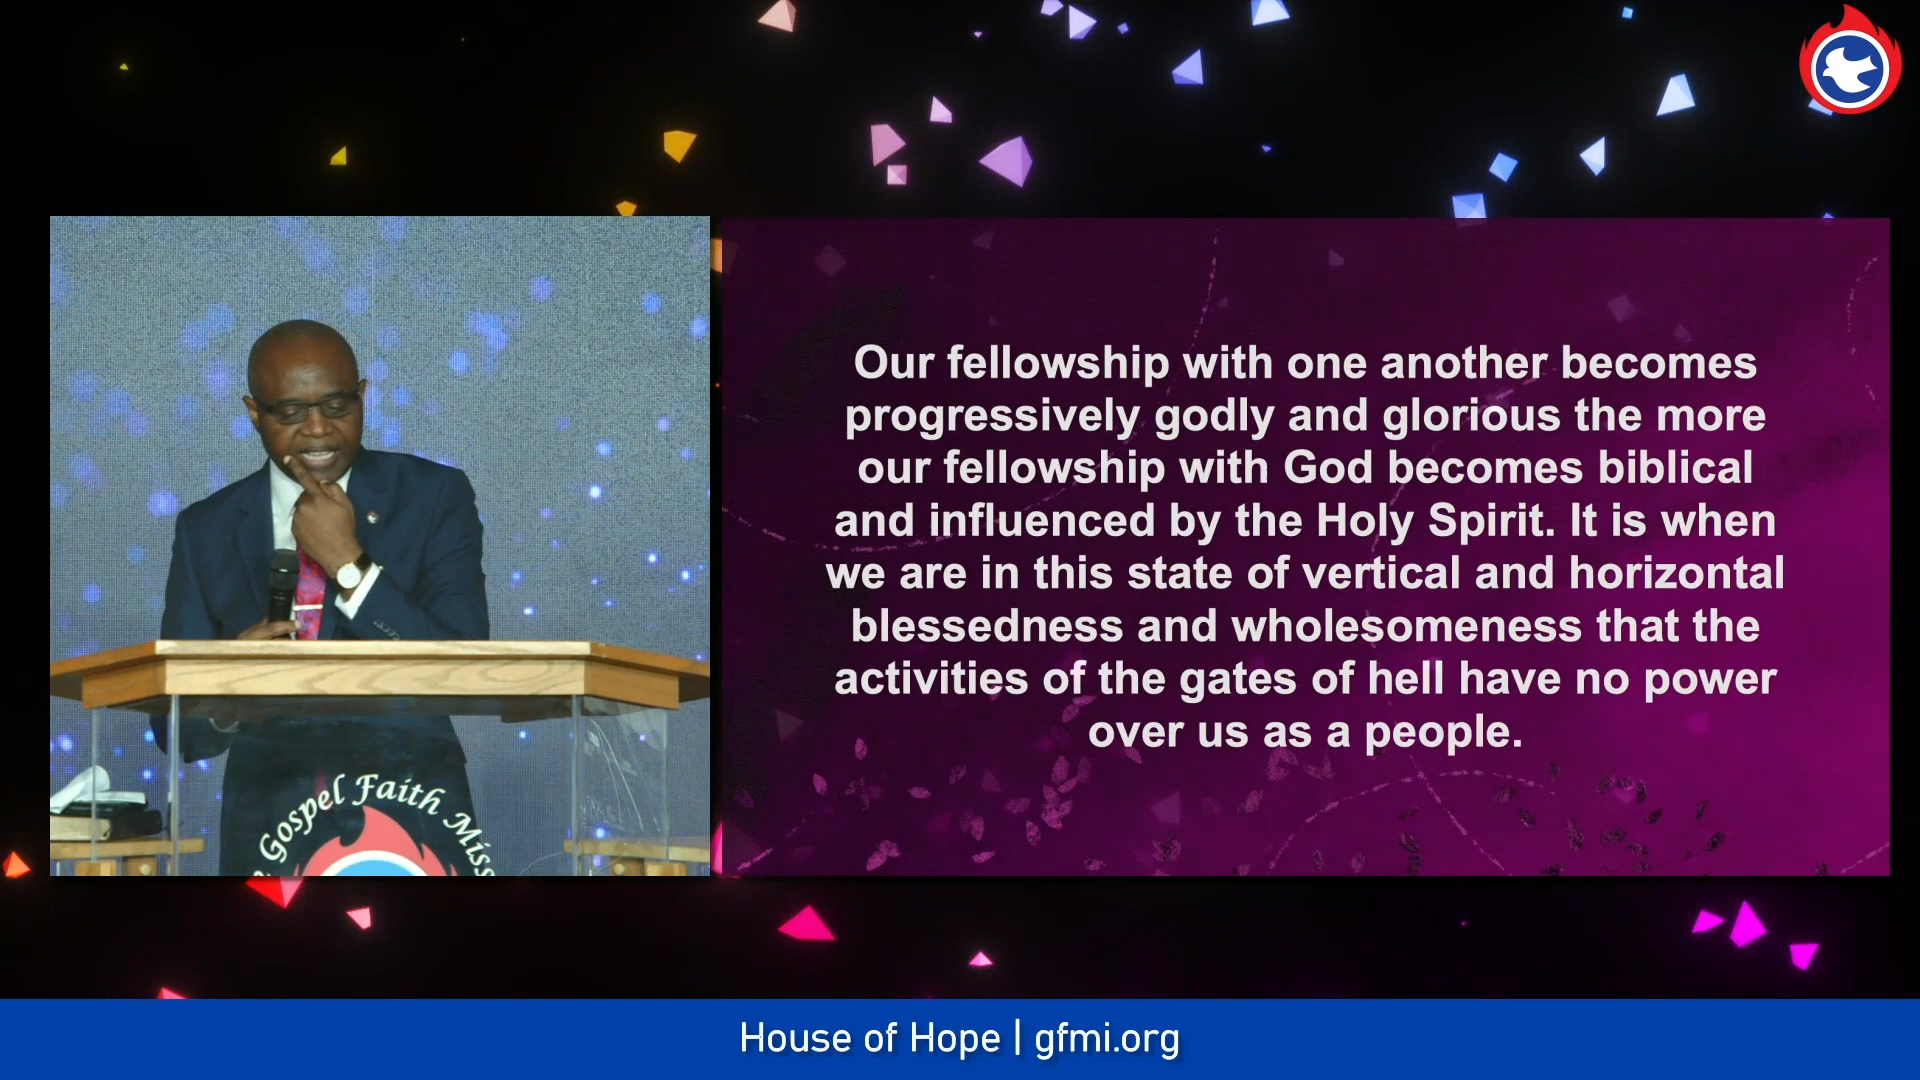 Our fellowship with one another becomes
progressively godly and glorious the more
our fellowship with God becomes biblical
and influenced by the Holy Spirit. It is when
we are in this state of vertical and horizontal
blessedness and wholesomeness that the
activities of the gates of hell have no power
over us as a people.
Gospel Faith Miss
House of Hope | gfmi.org